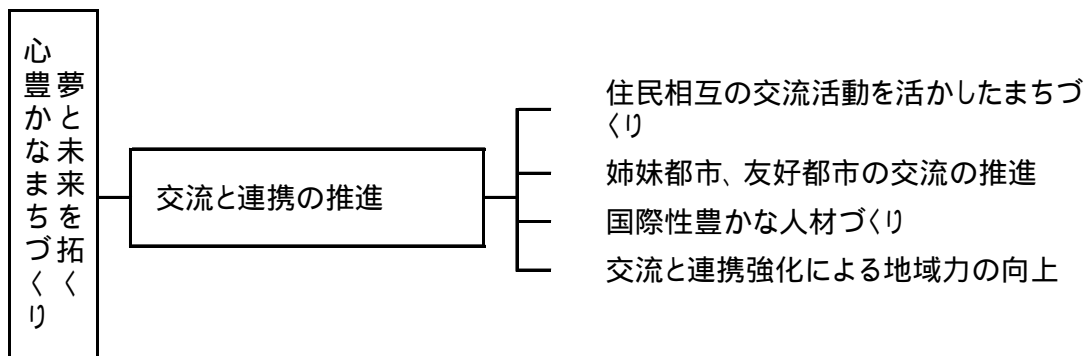 夢と未来を拓く
心豊かなまちづくり
交流と連携の推進
住民相互の交流活動を活かしたまちづ
くり
姉妹都市、友好都市の交流の推進
国際性豊かな人材づくり
交流と連携強化による地域力の向上